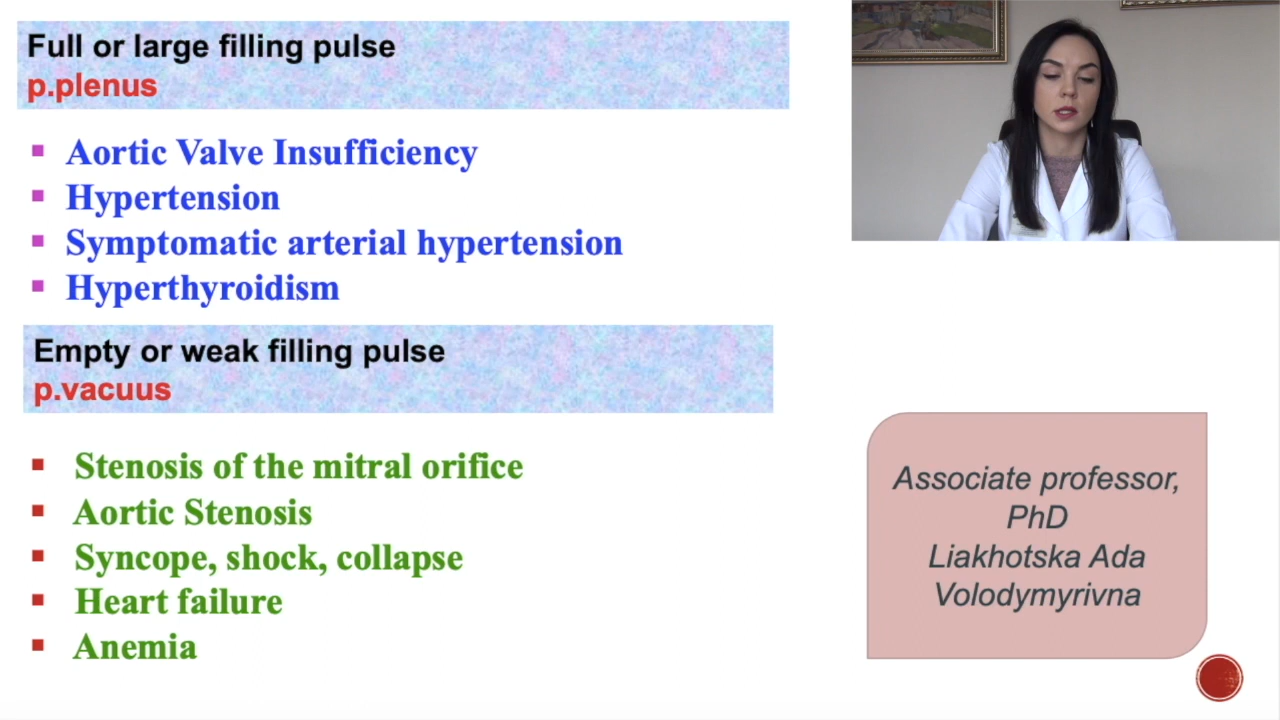 Full or large filling pulse
p.plenus
Aortic Valve Insufficiency
Hypertension
Symptomatic arterial hypertension
Hyperthyroidism
Empty or weak filling pulse
p.vacuus
Stenosis of the mitral orifice
Aortic Stenosis
Syncope, shock, collapse
Heart failure
Anemia
Associate professor,
PhD
Liakhotska Ada
Volodymyrivna